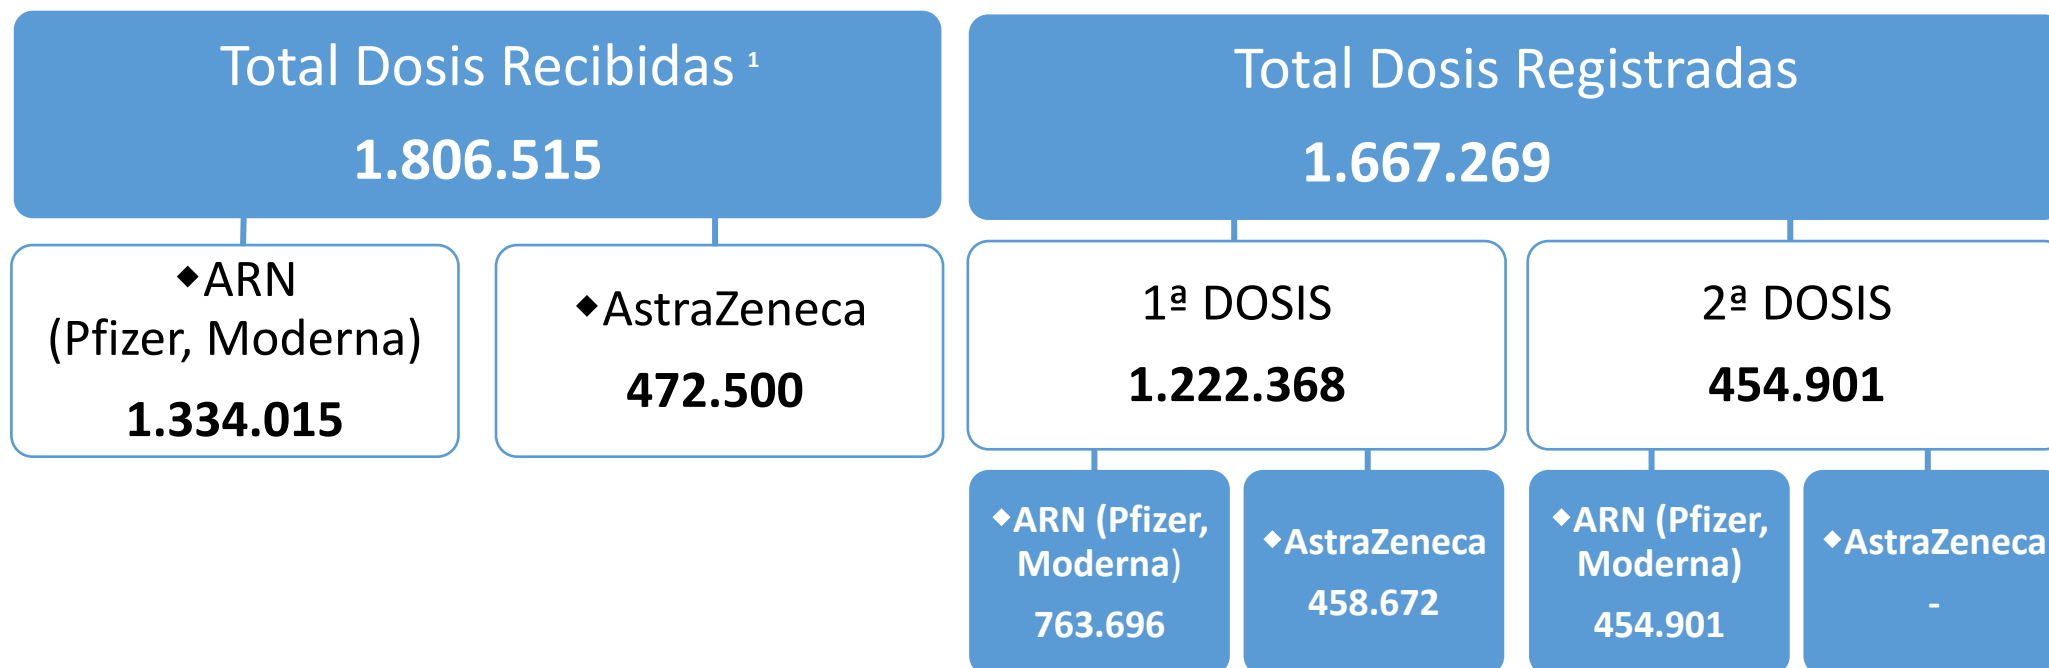 Total Dosis Recibidas ¹
1.806.515
◆ARN
(Pfizer, Moderna)
1.334.015
◆AstraZeneca
472.500
Total Dosis Registradas
1.667.269
1ª DOSIS
1.222.368
2ª DOSIS
454.901
◆ARN (Pfizer,
Moderna)
763.696
◆AstraZeneca
458.672
◆ARN (Pfizer,
Moderna)
454.901
◆AstraZeneca
-